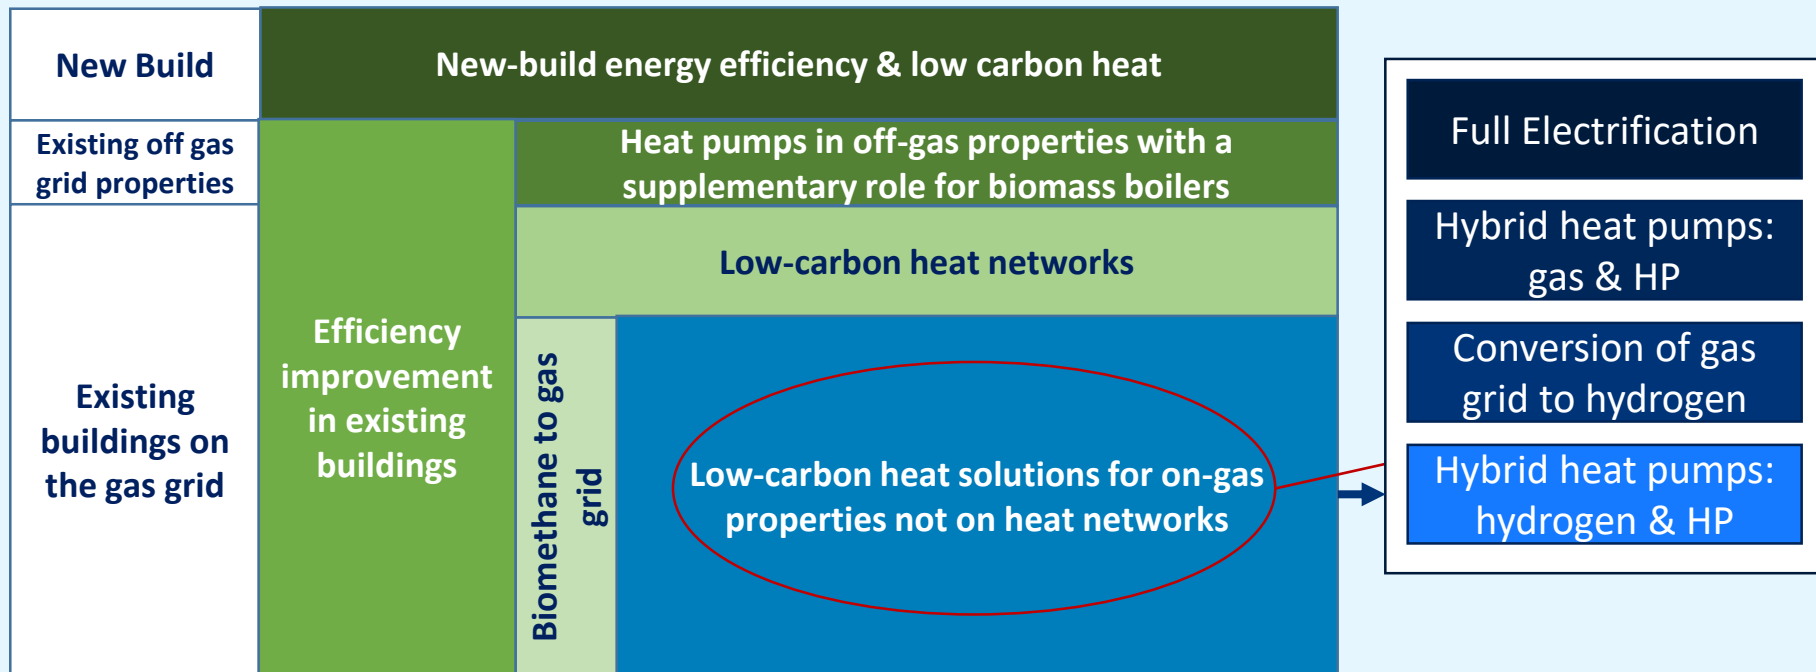 New Build
New-build energy efficiency & low carbon heat
Existing off gas
grid properties
Heat pumps in off-gas properties with a
supplementary role for biomass boilers
Low-carbon heat networks
Existing
buildings on
the gas grid
Efficiency
improvement
in existing
buildings
Biomethane to gas
grid
Low-carbon heat solutions for on-gas
properties not on heat networks
Full Electrification
Hybrid heat pumps:
gas & HP
Conversion of gas
grid to hydrogen
Hybrid heat pumps:
hydrogen & HP